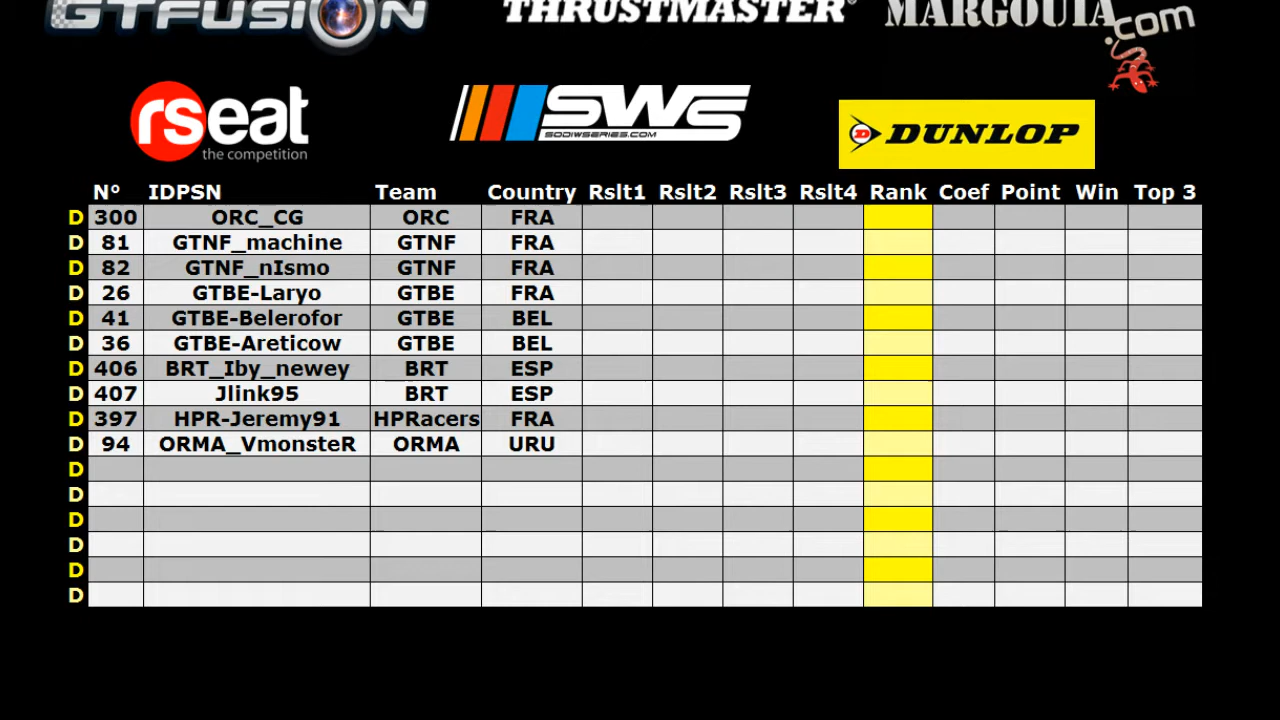 GTFUSION THRUSTMASTER® MARGOUIA.com
rseat the competition SWS SODIWSERIES.COM D DUNLOP
N° IDPSN Team Country Rslt1 Rslt2 Rslt3 Rslt4 Rank Coef Point Win Top 3
D 300 ORC_CG ORC FRA
D 81 GTNF_machine GTNF FRA
D 82 GTNF_nIsmo GTNF FRA
D 26 GTBE-Laryo GTBE FRA
D 41 GTBE-Belerofor GTBE BEL
D 36 GTBE-Areticow GTBE BEL
D 406 BRT_Iby_newey BRT ESP
D 407 Jlink95 BRT ESP
D 397 HPR-Jeremy91 HPRacers FRA
D 94 ORMA_VmonsteR ORMA URU
D
D
D
D
D
D